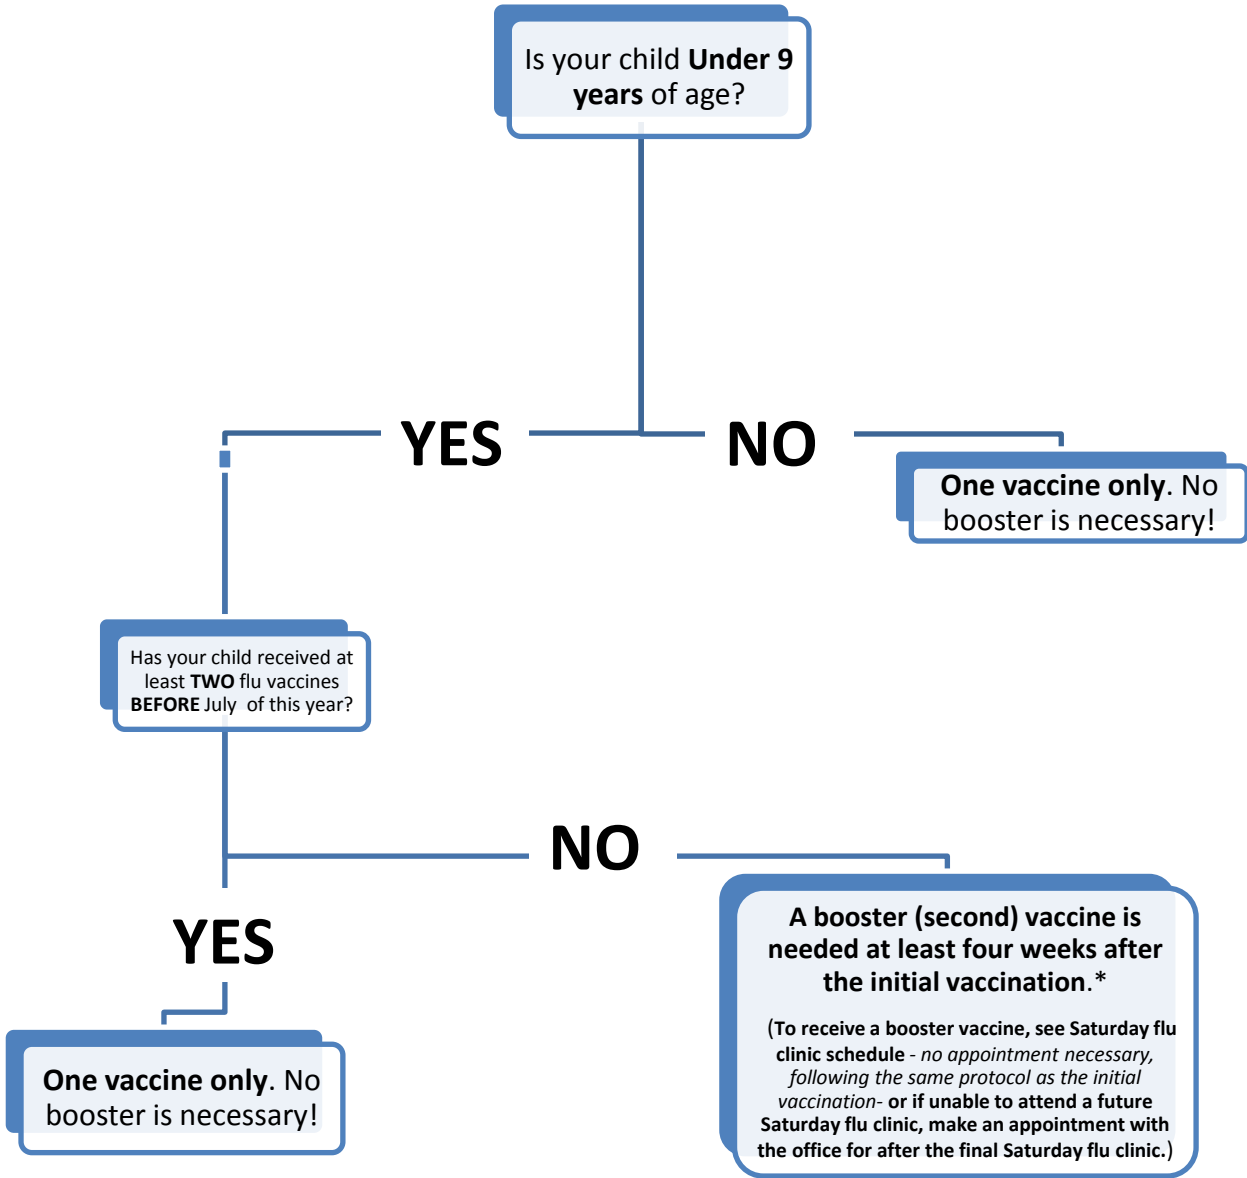 Is your child Under 9
years of age?
YES
NO
One vaccine only. No
booster is necessary!
Has your child received at
least TWO flu vaccines
BEFORE July of this year?
NO
YES
A booster (second) vaccine is
needed at least four weeks after
the initial vaccination.*
(To receive a booster vaccine, see Saturday flu
clinic schedule - no appointment necessary,
following the same protocol as the initial
vaccination- or if unable to attend a future
Saturday flu clinic, make an appointment with
the office for after the final Saturday flu clinic.)
One vaccine only. No
booster is necessary!